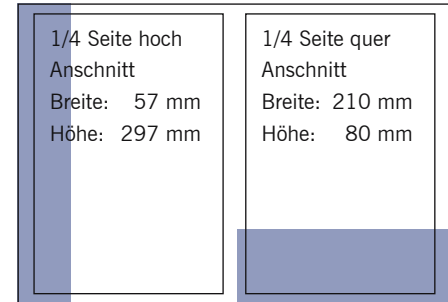 1/4 Seite hoch
Anschnitt
Breite: 57 mm
Höhe: 297 mm
1/4 Seite quer
Anschnitt
Breite: 210 mm
Höhe: 80 mm